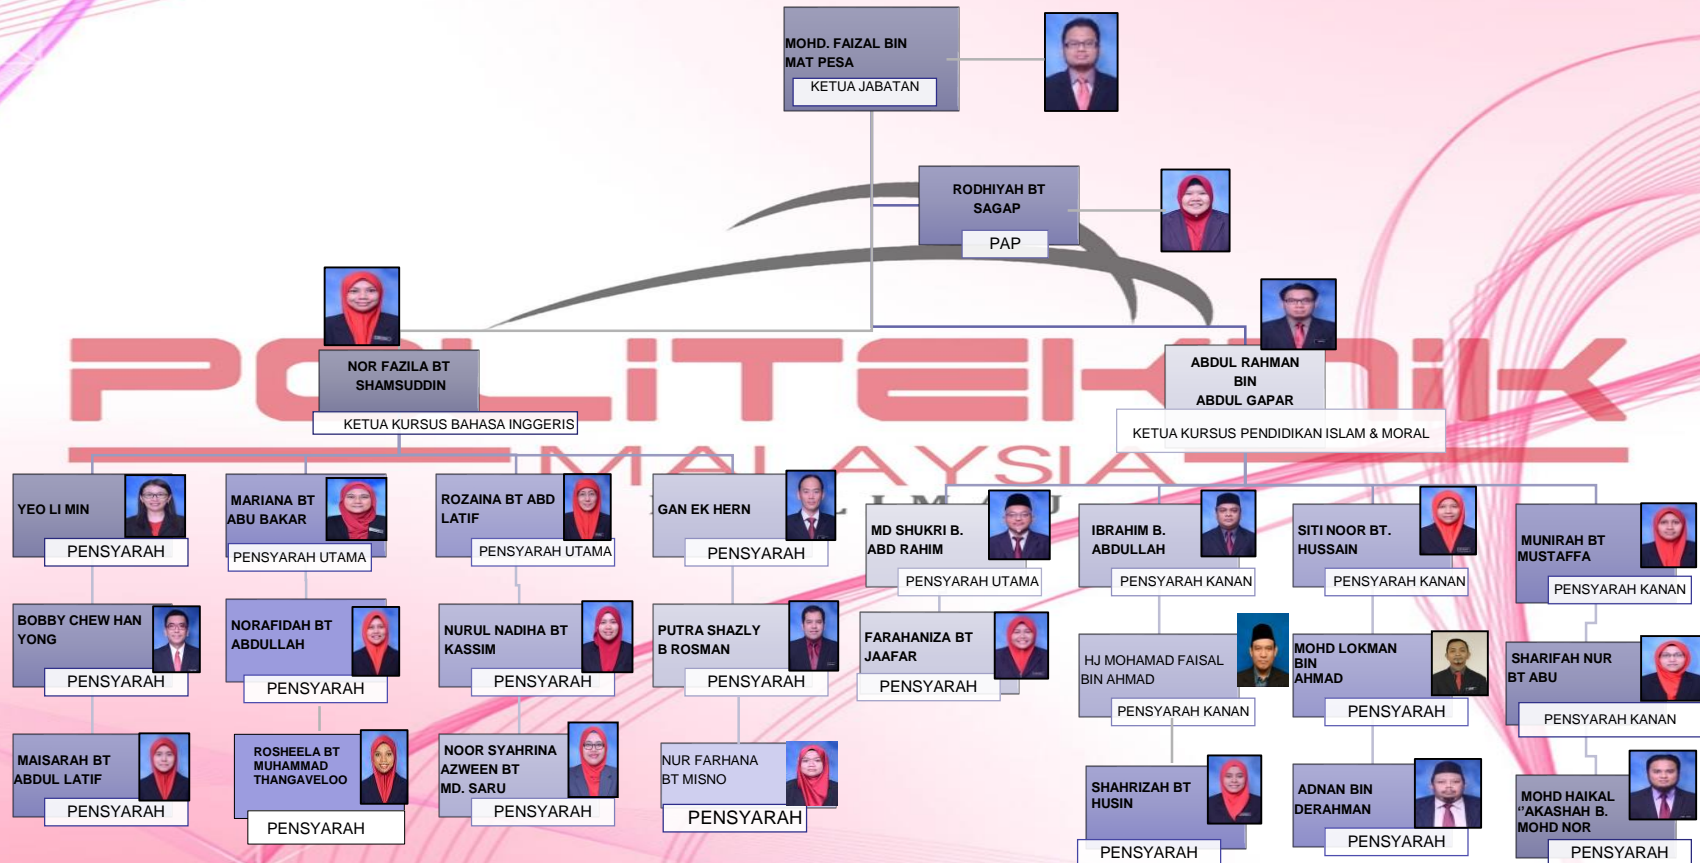 MOHD. FAIZAL BIN
MAT PESA
KETUA JABATAN
RODHIYAH BT
SAGAP
PAP
NOR FAZILA BT
SHAMSUDDIN
KETUA KURSUS BAHASA INGGERIS
ABDUL RAHMAN
BIN
ABDUL GAPAR
KETUA KURSUS PENDIDIKAN ISLAM & MORAL
POLiTEKNiK
MALAYSIA
YEO LI MIN
PENSYARAH
MARIANA BT
ABU BAKAR
PENSYARAH UTAMA
ROZAINA BT ABD
LATIF
PENSYARAH UTAMA
GAN EK HERN
PENSYARAH
MD SHUKRI B.
ABD RAHIM
PENSYARAH UTAMA
IBRAHIM B.
ABDULLAH
PENSYARAH KANAN
SITI NOOR BT.
HUSSAIN
PENSYARAH KANAN
MUNIRAH BT
MUSTAFFA
PENSYARAH KANAN
BOBBY CHEW HAN
YONG
PENSYARAH
NORAFIDAH BT
ABDULLAH
PENSYARAH
NURUL NADIHA BT
KASSIM
PENSYARAH
PUTRA SHAZLY
B ROSMAN
PENSYARAH
FARAHANIZA BT
JAAFAR
PENSYARAH
HJ MOHAMAD FAISAL
BIN AHMAD
PENSYARAH KANAN
MOHD LOKMAN
BIN
AHMAD
PENSYARAH
SHARIFAH NUR
BT ABU
PENSYARAH KANAN
MAISARAH BT
ABDUL LATIF
PENSYARAH
ROSHEELA BT
MUHAMMAD
THANGAVELOO
PENSYARAH
NOOR SYAHRINA
AZWEEN BT
MD. SARU
PENSYARAH
NUR FARHANA
BT MISNO
PENSYARAH
SHAHRIZAH BT
HUSIN
PENSYARAH
ADNAN BIN
DERAHMAN
PENSYARAH
MOHD HAIKAL
‘’AKASHAH B.
MOHD NOR
PENSYARAH